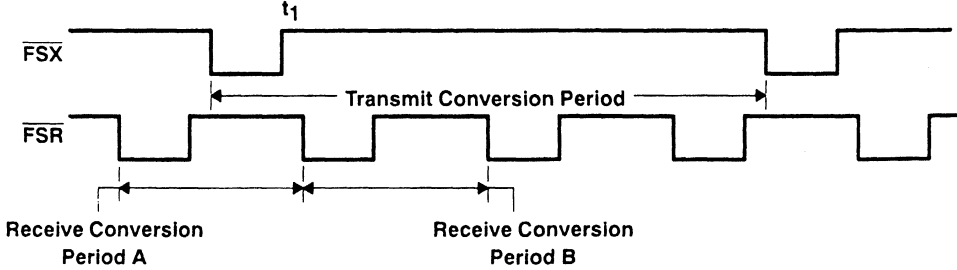 t1
FSX
Transmit Conversion Period
FSR
Receive Conversion
Period A
Receive Conversion
Period B